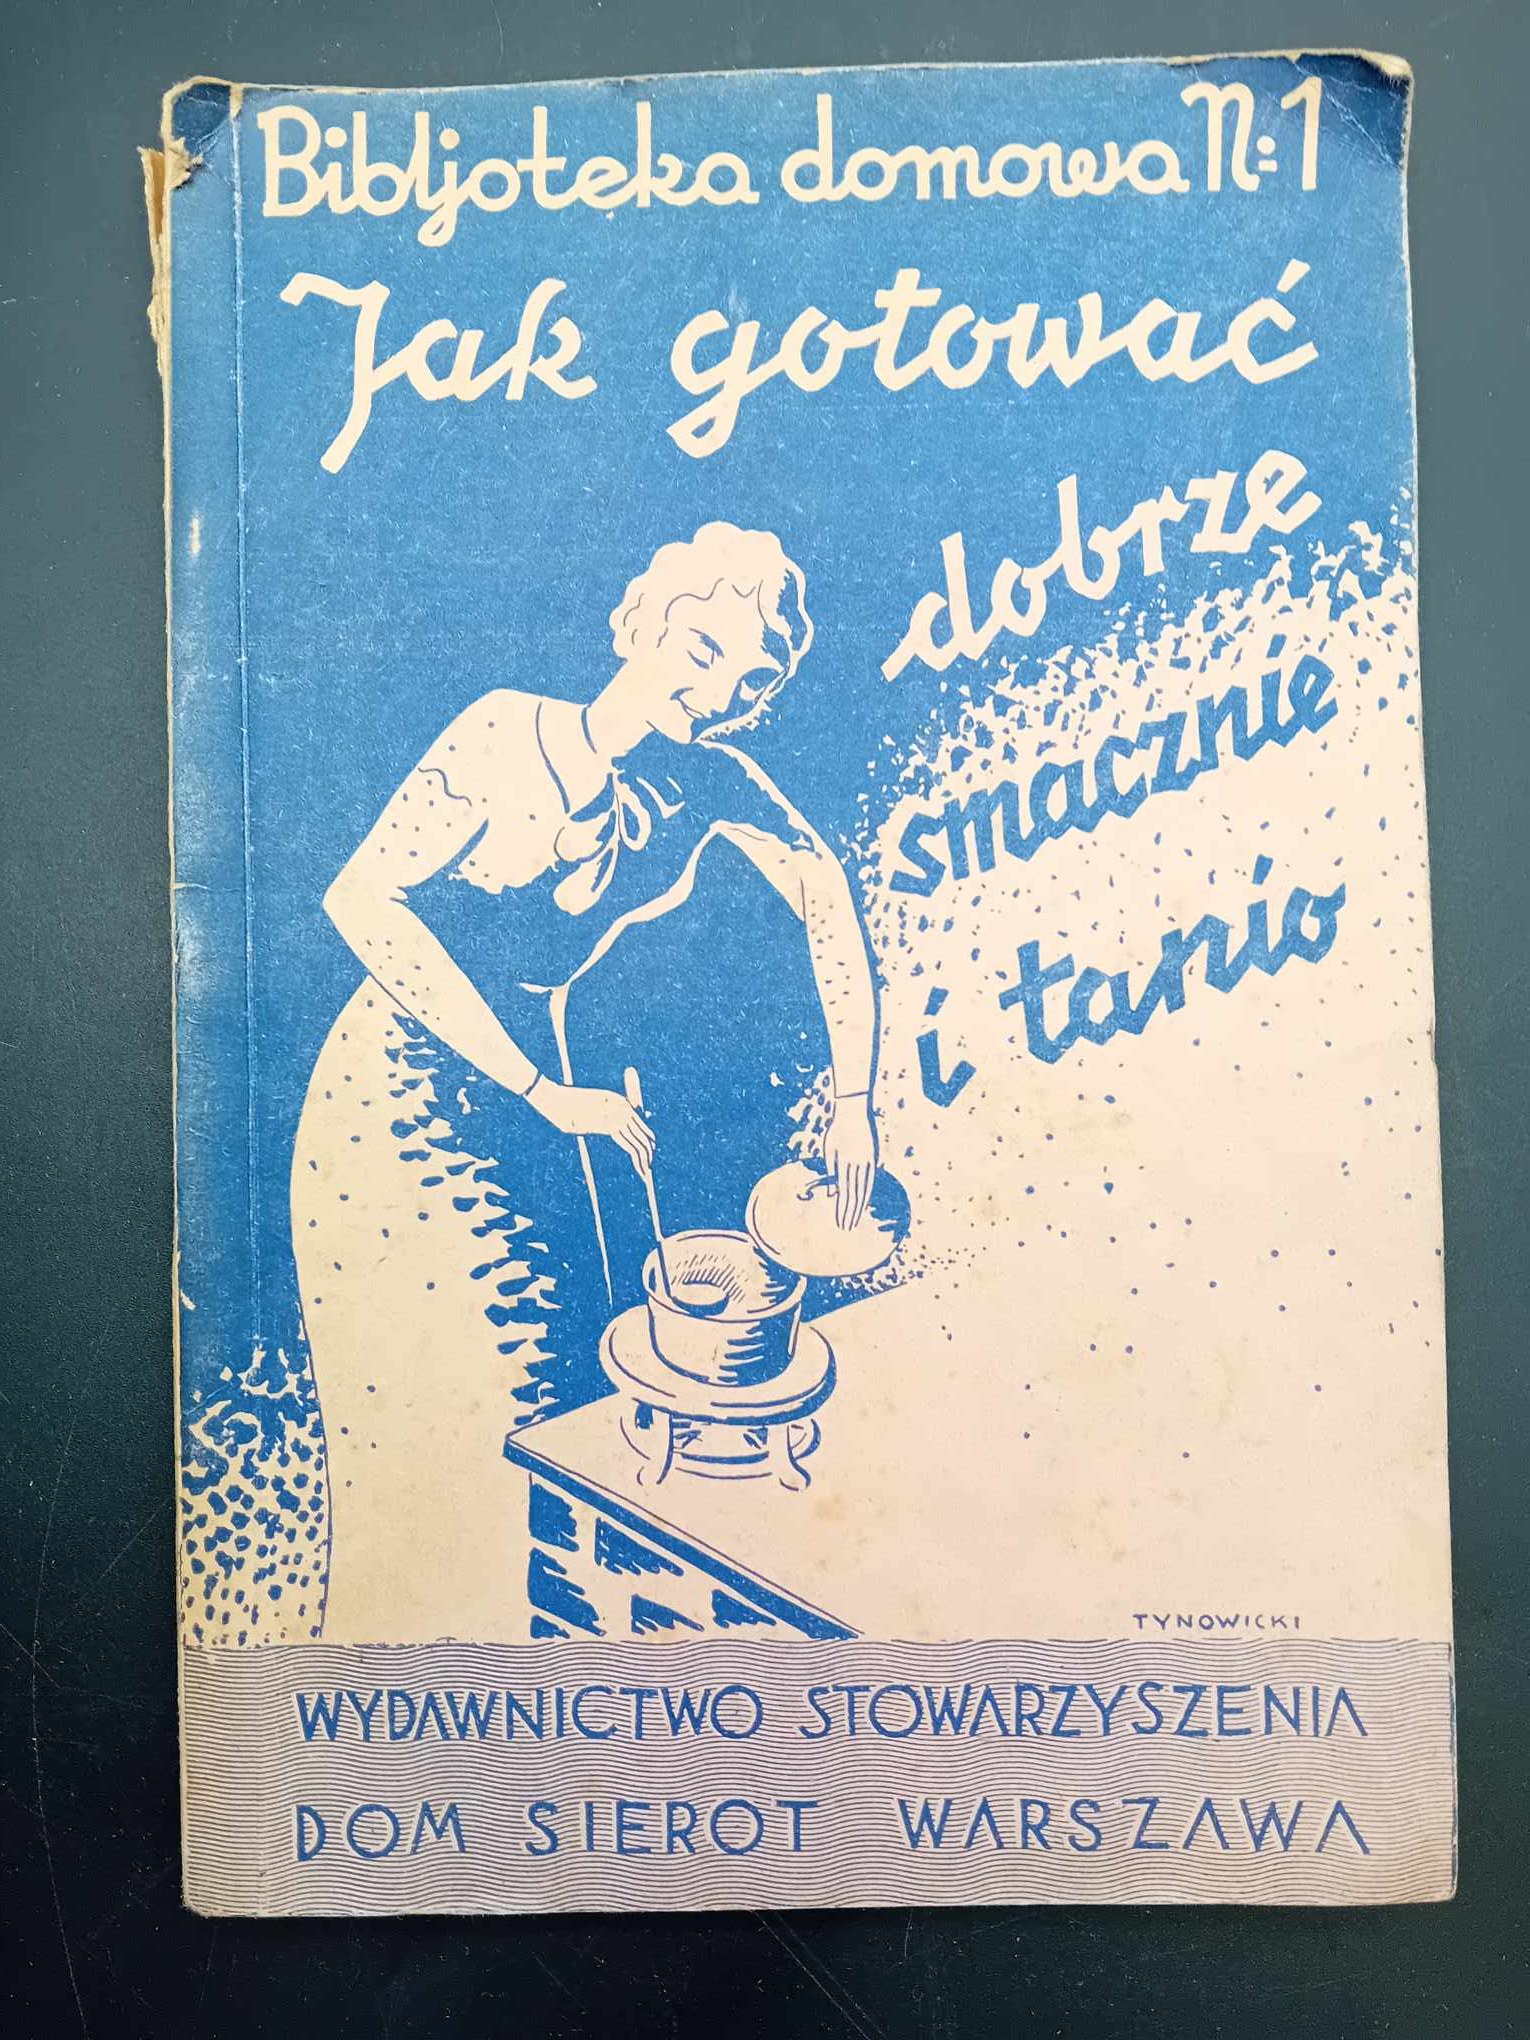 Bibljoteka domowa N: 1
Jak gotować
dobrze
smacznie
i tanio
TYNOWICKI
WYDAWNICTWO STOWARZYSZENIA
DOM SIEROT WARSZAWA